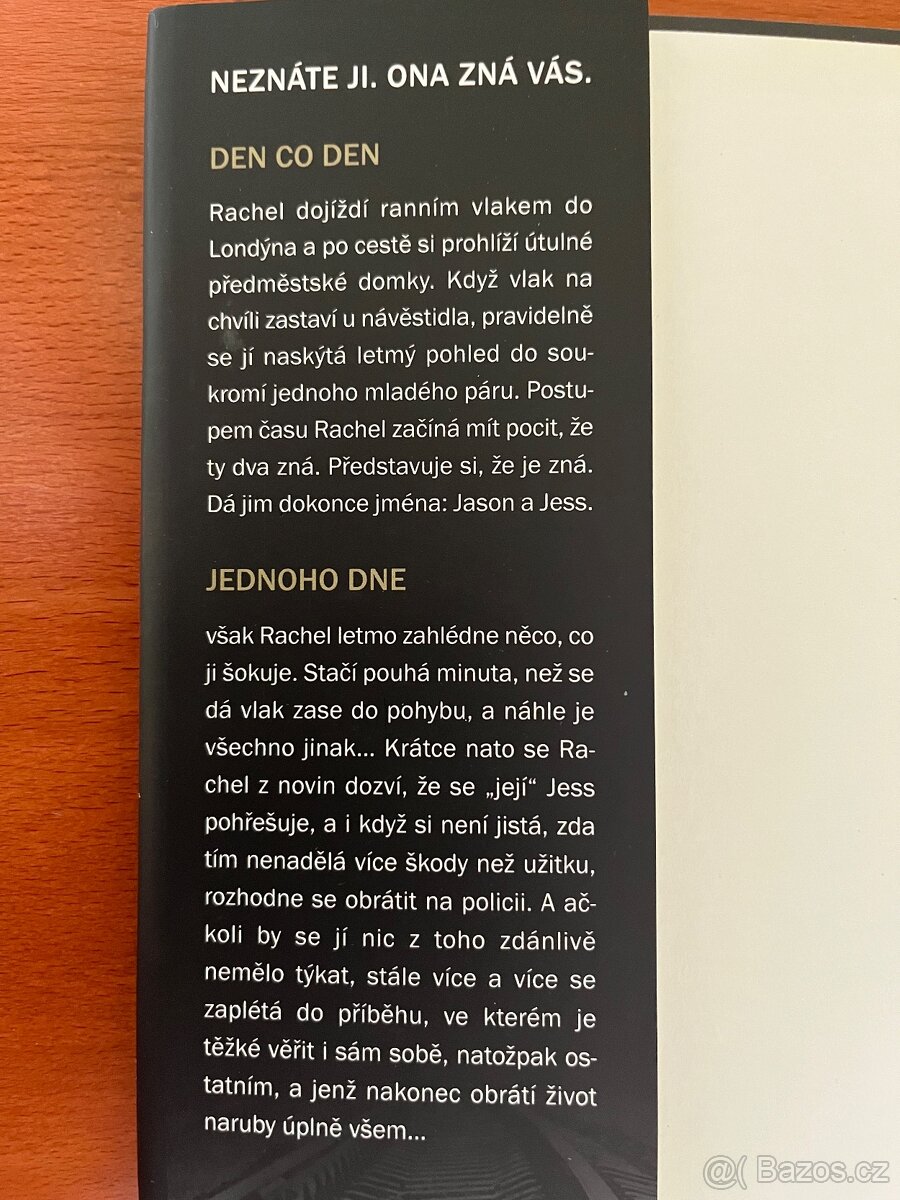 NEZNÁTE JI. ONA ZNÁ VÁS.
DEN CO DEN
Rachel dojíždí ranním vlakem do
Londýna a po cestě si prohlíží útulné
předměstské domky. Když vlak na
chvíli zastaví u návěstidla, pravidelně
se jí naskýtá letmý pohled do sou-
kromí jednoho mladého páru. Postu-
pem času Rachel začíná mít pocit, že
ty dva zná. Představuje si, že je zná.
Dá jim dokonce jména: Jason a Jess.
JEDNOHO DNE
však Rachel letmo zahlédne něco, co
ji šokuje. Stačí pouhá minuta, než se
dá vlak zase do pohybu, a náhle je
všechno jinak... Krátce nato se Ra-
chel z novin dozví, že se „její“ Jess
pohřešuje, a i když si není jistá, zda
tím nenadělá více škody než užitku,
rozhodne se obrátit na policii. A ač-
koli by se jí nic z toho zdánlivě
nemělo týkat, stále více a více se
zaplétá do příběhu, ve kterém je
těžké věřit i sám sobě, natožpak os-
tatním, a jenž nakonec obrátí život
naruby úplně všem...
@( Bazos.cz